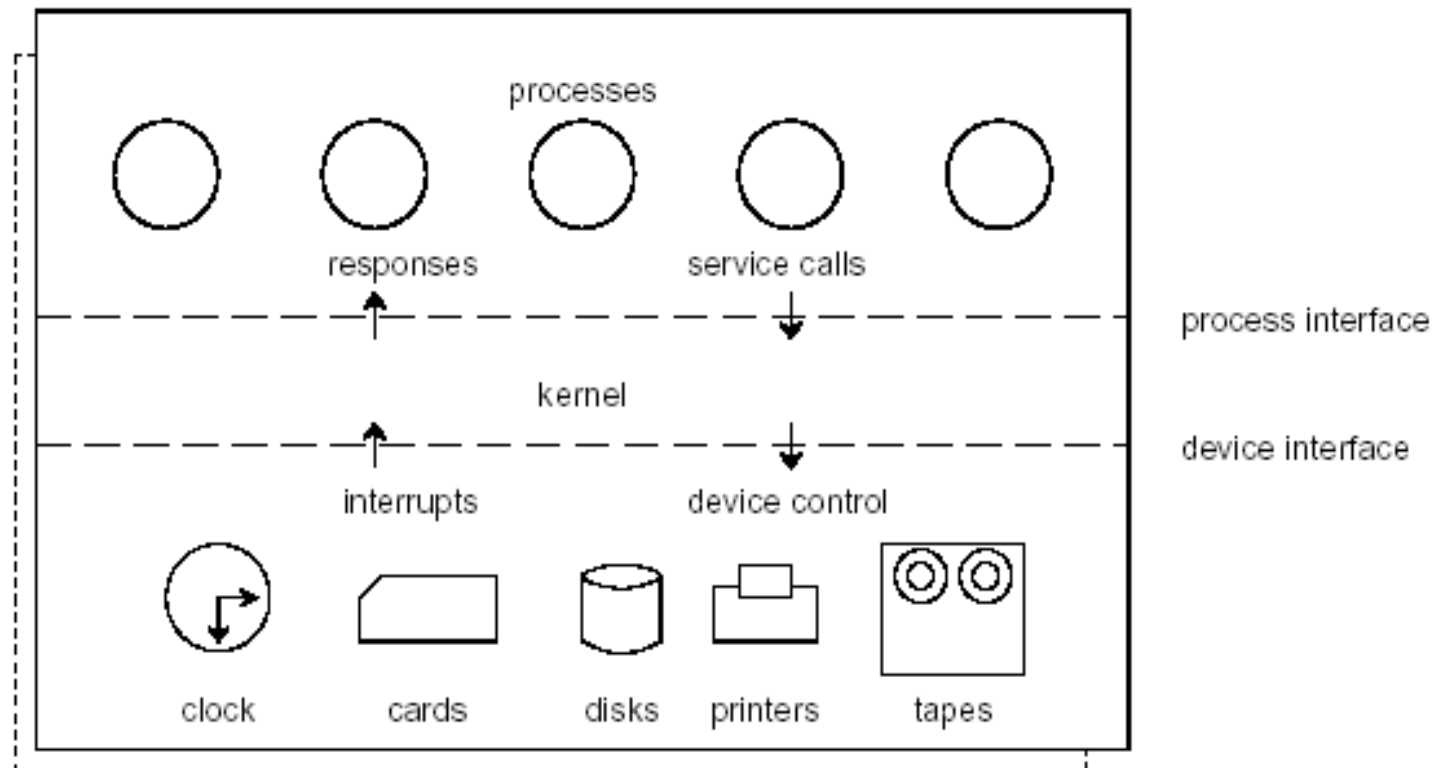 processes
responses
service calls
process interface
kernel
device interface
interrupts
device control
clock
cards
disks
printers
tapes